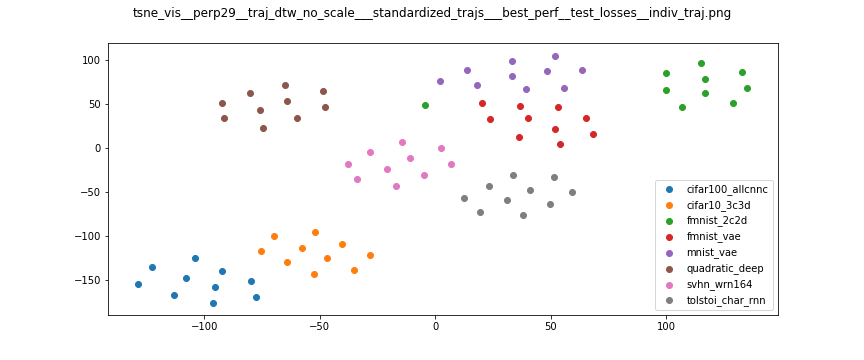 tsne_vis__perp29__traj_dtw_no_scale___standardized_trajs___best_perf__test_losses__indiv_traj.png
100
50
0
−50
−100
−150
−100
−50
0
50
100
cifar100_allcnnc
cifar10_3c3d
fmnist_2c2d
fmnist_vae
mnist_vae
quadratic_deep
svhn_wrn164
tolstoi_char_rnn